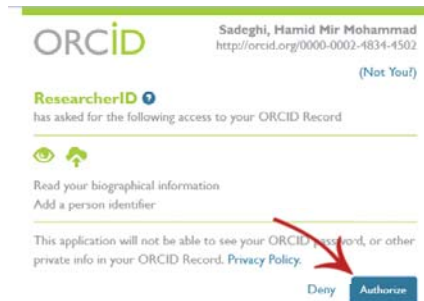 ORCiD
Sadeghi, Hamid Mir Mohammad
http://orcid.org/0000-0002-4834-4502
(Not You?)
ResearcherID ?
has asked for the following access to your ORCID Record
Read your biographical information
Add a person identifier
This application will not be able to see your ORCID password, or other
private info in your ORCID Record. Privacy Policy.
Deny Authorize